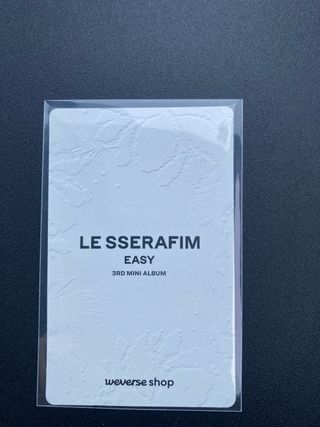 LE SSERAFIM
EASY
3RD MINI ALBUM
weverse shop